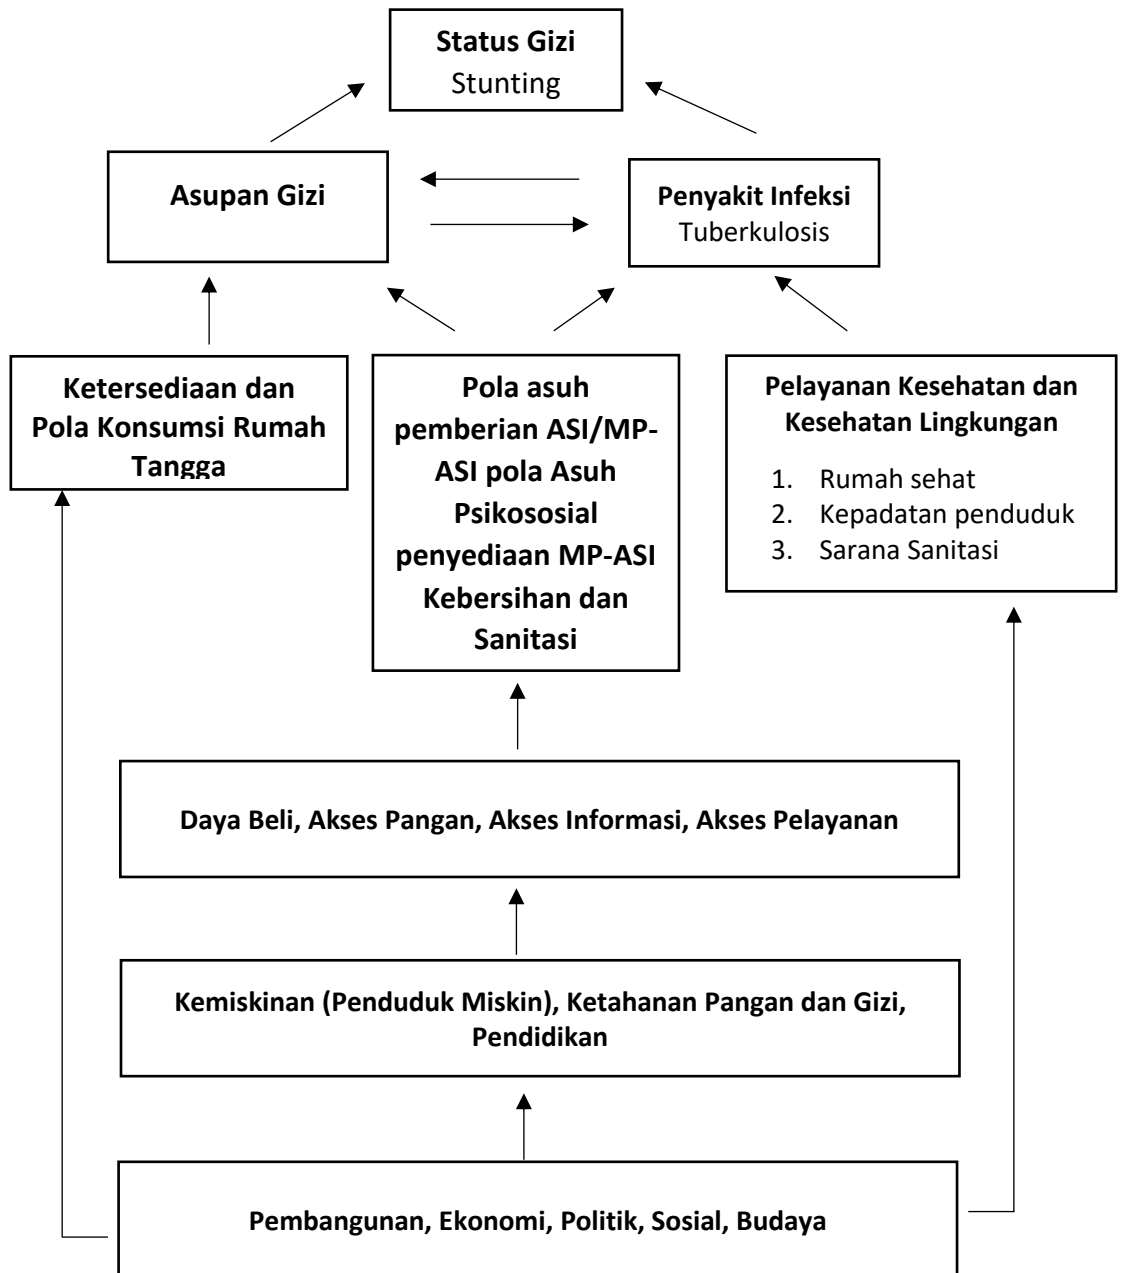 Status Gizi
Stunting
Asupan Gizi
Penyakit Infeksi
Tuberkulosis
Ketersediaan dan
Pola Konsumsi Rumah
Tangga
Pola asuh
pemberian ASI/MP-
ASI pola Asuh
Psikososial
penyediaan MP-ASI
Kebersihan dan
Sanitasi
Pelayanan Kesehatan dan
Kesehatan Lingkungan
1. Rumah sehat
2. Kepadatan penduk
3. Sarana Sanitasi
Daya Beli, Akses Pangan, Akses Informasi, Akses Pelayanan
Kemiskinan (Penduduk Miskin), Ketahanan Pangan dan Gizi,
Pendidikan
Pembangunan, Ekonomi, Politik, Sosial, Budaya